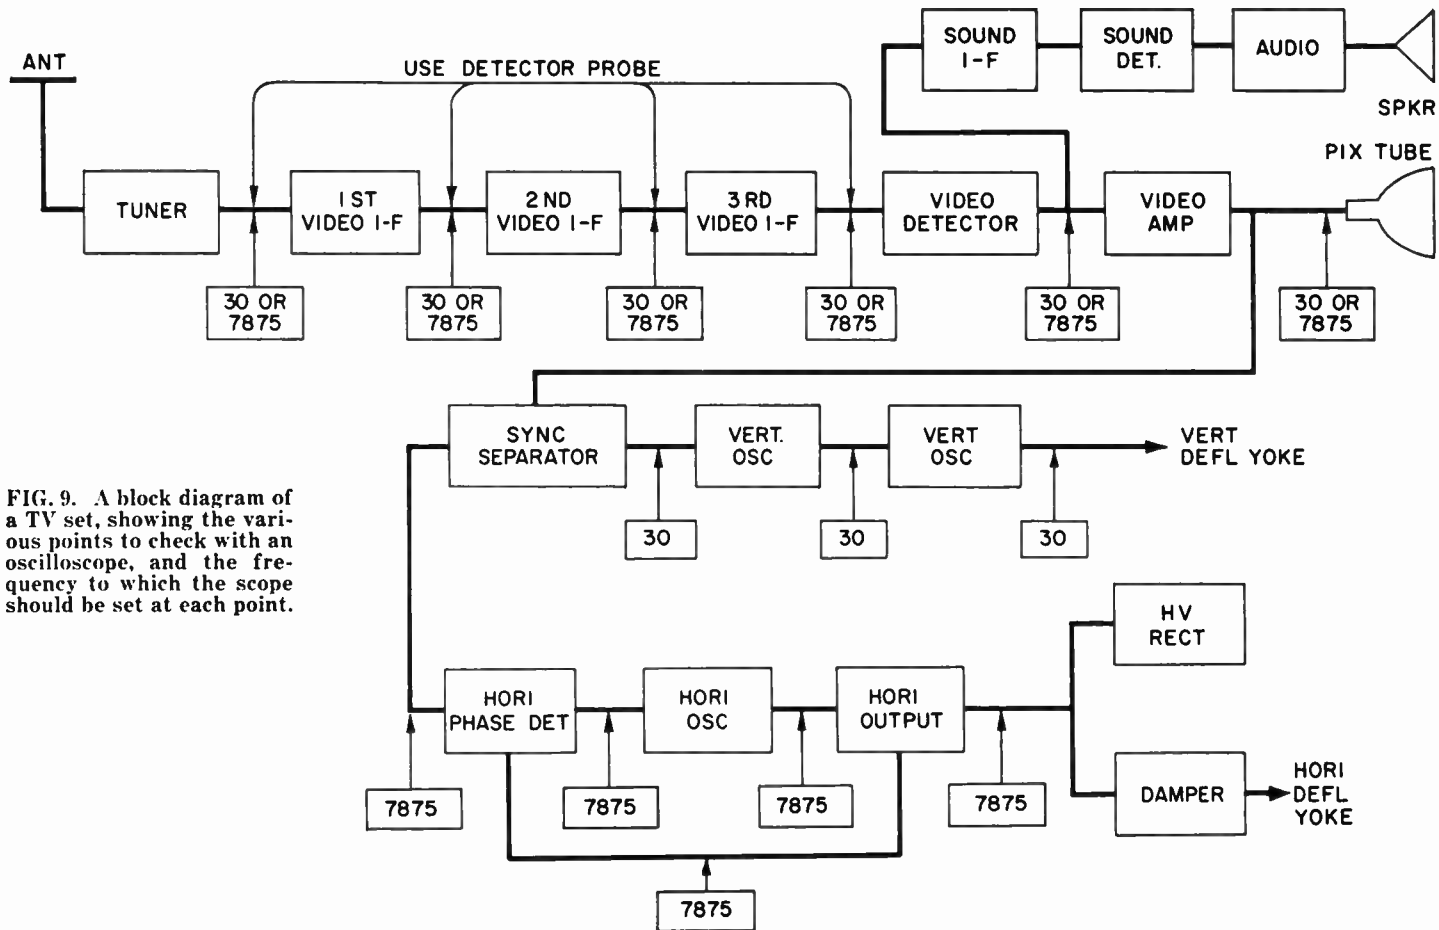 ANT
USE DETECTOR PROBE
SOUND
I-F
SOUND
DET.
AUDIO
SPKR
PIX TUBE
TUNER
1ST
VIDEO I-F
2ND
VIDEO I-F
3RD
VIDEO I-F
VIDEO
DETECTOR
VIDEO
AMP
30 OR
7875
30 OR
7875
30 OR
7875
30 OR
7875
30 OR
7875
30 OR
7875
SYNC
SEPARATOR
VERT.
OSC
VERT
OSC
VERT
DEFL YOKE
30
30
30
FIG. 9. A block diagram of
a TV set, showing the vari-
ous points to check with an
oscilloscope, and the fre-
quency to which the scope
should be set at each point.
HORI
PHASE DET
HORI
OSC
HORI
OUTPUT
HV
RECT
DAMPER
HORI
DEFL
YOKE
7875
7875
7875
7875
7875